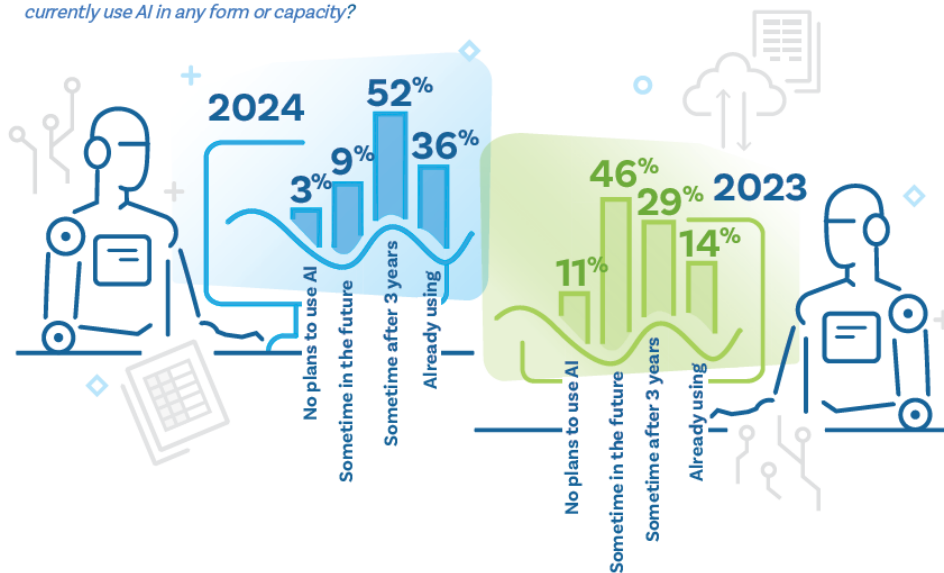 currently use AI in any form or capacity?
2024
3%
9%
52%
36%
No plans to use AI
Sometime in the future
Sometime after 3 years
Already using
2023
11%
46%
29%
14%
No plans to use AI
Sometime in the future
Sometime after 3 years
Already using